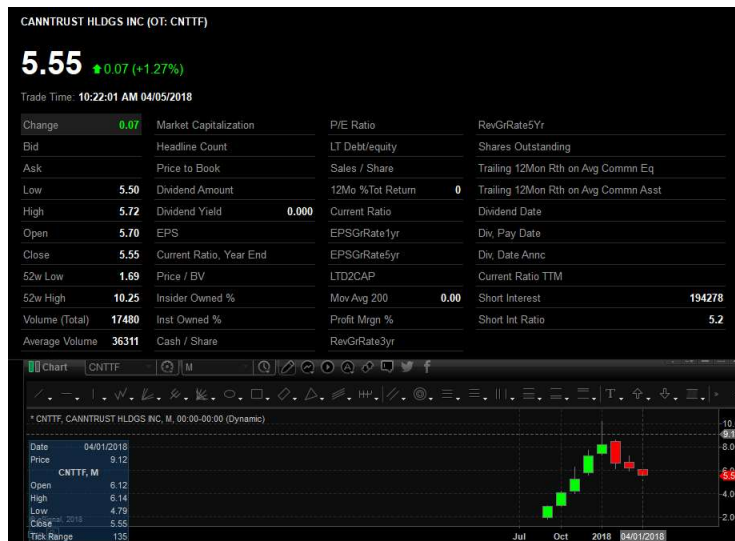 CANNTRUST HLDGS INC (OT: CNTTF)
5.55 0.07 (+1.27%)
Trade Time: 10:22:01 AM 04/05/2018
Change 0.07 Market Capitalization P/E Ratio RevGrRate5Yr
Bid Headline Count LT Debt/equity Shares Outstanding
Ask Price to Book Sales / Share Trailing 12Mon Rth on Avg Commn Eq
Low 5.50 Dividend Amount 12Mo %Tot Return 0 Trailing 12Mon Rth on Avg Commn Asst
High 5.72 Dividend Yield 0.000 Current Ratio Dividend Date
Open 5.70 EPS EPSGrRate1yr Div, Pay Date
Close 5.55 Current Ratio, Year End EPSGrRate5yr Div, Date Annc
52w Low 1.69 Price / BV LTD2CAP Current Ratio TTM
52w High 10.25 Insider Owned % Mov Avg 200 0.00 Short Interest 194278
Volume (Total) 17480 Inst Owned % Profit Mrgn % Short Int Ratio 5.2
Average Volume 36311 Cash / Share RevGrRate3yr
Chart CNTTF M
T
* CNTTF, CANNTRUST HLDGS INC, M, 00:00-00:00 (Dynamic)
Date 04/01/2018
Price 9.12
CNTTF, M
Open 6.12
High 6.14
Low 4.79
Close 5.55
Tick Range 135
10.
9.1
8.0
5.5
4.0
2.0
Jul Oct 2018 04/01/2018